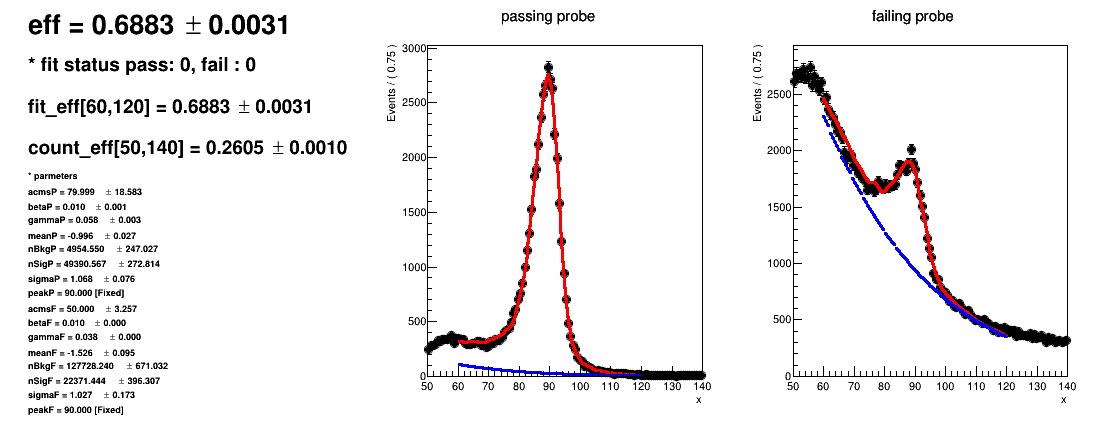 eff = 0.6883 ± 0.0031
* fit status pass: 0, fail : 0
fit_eff[60,120] = 0.6883 ± 0.0031
count_eff[50,140] = 0.2605 ± 0.0010
* parmeters
acmsP = 79.999 ± 18.583
betaP = 0.010 ± 0.001
gammaP = 0.058 ± 0.003
meanP = -0.996 ± 0.027
nBkgP = 4954.550 ± 247.027
nSigP = 49390.567 ± 272.814
sigmaP = 1.068 ± 0.076
peakP = 90.000 [Fixed]
acmsF = 50.000 ± 3.257
betaF = 0.010 ± 0.000
gammaF = 0.038 ± 0.000
meanF = -1.526 ± 0.095
nBkgF = 127728.240 ± 671.032
nSigF = 22371.444 ± 396.307
sigmaF = 1.027 ± 0.173
peakF = 90.000 [Fixed]
passing probe
Events / ( 0.75 )
3000
2500
2000
1500
1000
500
0
50 60 70 80 90 100 110 120 130 140
x
failing probe
Events / ( 0.75 )
2500
2000
1500
1000
500
0
50 60 70 80 90 100 110 120 130 140
x